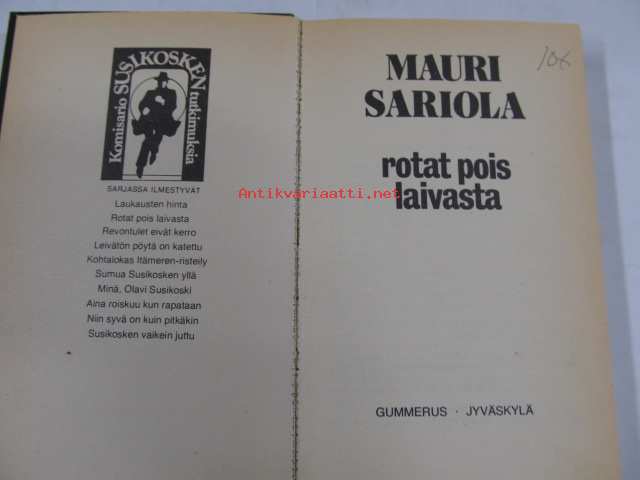 Komisario SUSIKOSKEN tutkimuksia
SARJASSA ILMESTYVÄT
Laukausten hinta
Rotat pois laivasta
Revontulet eivät kerro
Leivätön pöytä on katettu
Kohtalokas Itämeren-risteily
Sumua Susikosken yllä
Minä, Olavi Susikoski
Aina roiskuu kun rapataan
Niin syvä on kuin pitkäkin
Susikosken vaikein juttu
MAURI
SARIOLA
rotat pois
laivasta
GUMMERUS · JYVÄSKYLÄ
Antikvariaatti.net